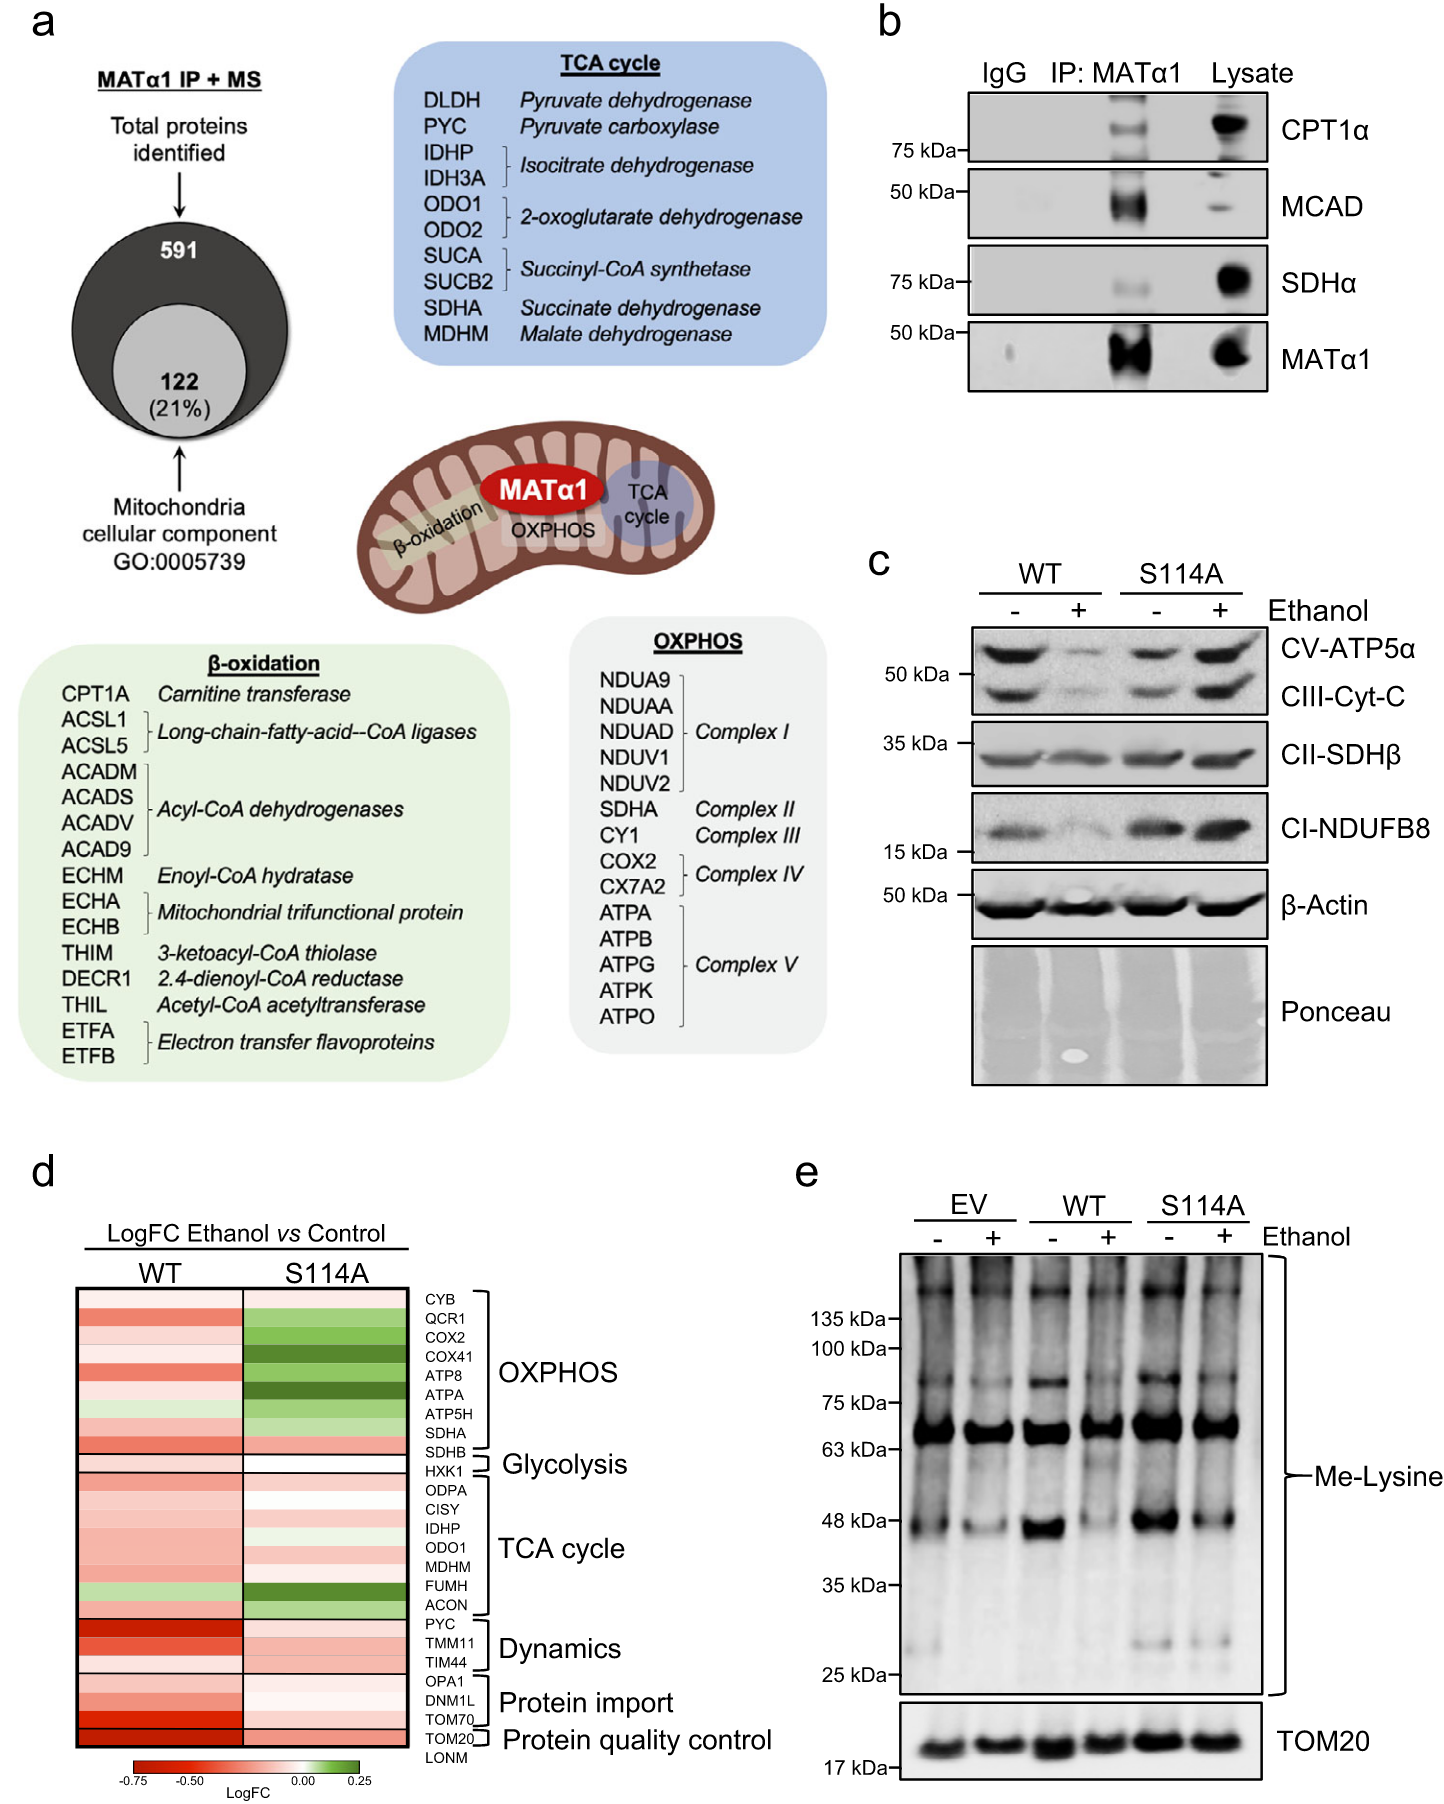 a
MATα1 IP + MS
Total proteins
identified
591
122
(21%)
Mitochondria
cellular component
GO:0005739
TCA cycle
DLDH Pyruvate dehydrogenase
PYC Pyruvate carboxylase
IDHP
IDH3A
Isocitrate dehydrogenase
ODO1
ODO2
2-oxoglutarate dehydrogenase
SUCA
SUCB2
Succinyl-CoA synthetase
SDHA Succinate dehydrogenase
MDHM Malate dehydrogenase
β-oxidation
MATα1
OXPHOS
TCA
cycle
β-oxidation
CPT1A Carnitine transferase
ACSL1
ACSL5
Long-chain-fatty-acid--CoA ligases
ACADM
ACADS
ACADV
ACAD9
Acyl-CoA dehydrogenases
ECHM Enoyl-CoA hydratase
ECHA
ECHB
Mitochondrial trifunctional protein
THIM 3-ketoacyl-CoA thiolase
DECR1 2.4-dienoyl-CoA reductase
THIL Acetyl-CoA acetyltransferase
ETFA
ETFB
Electron transfer flavoproteins
OXPHOS
NDUA9
NDUAA
NDUAD
NDUV1
NDUV2
Complex I
SDHA Complex II
CY1 Complex III
COX2
CX7A2
Complex IV
ATPA
ATPB
ATPG
ATPK
ATPO
Complex V
b
IgG IP: MATα1 Lysate
75 kDa
CPT1α
50 kDa
MCAD
75 kDa
SDHα
50 kDa
MATα1
c
WT S114A
- + - + Ethanol
CV-ATP5α
50 kDa
CIII-Cyt-C
35 kDa
CII-SDHβ
CI-NDUFB8
15 kDa
50 kDa
β-Actin
Ponceau
d
LogFC Ethanol vs Control
WT S114A
CYB
QCR1
COX2
COX41
ATP8
ATPA
ATP5H
SDHA
SDHB
HXK1
ODPA
CISY
IDHP
ODO1
MDHM
FUMH
ACON
PYC
TMM11
TIM44
OPA1
DNM1L
TOM70
TOM20
LONM
OXPHOS
Glycolysis
TCA cycle
Dynamics
Protein import
Protein quality control
-0.75 -0.50 0.00 0.25
LogFC
e
EV WT S114A
- + - + - + Ethanol
135 kDa
100 kDa
75 kDa
63 kDa
48 kDa
35 kDa
25 kDa
Me-Lysine
TOM20
17 kDa